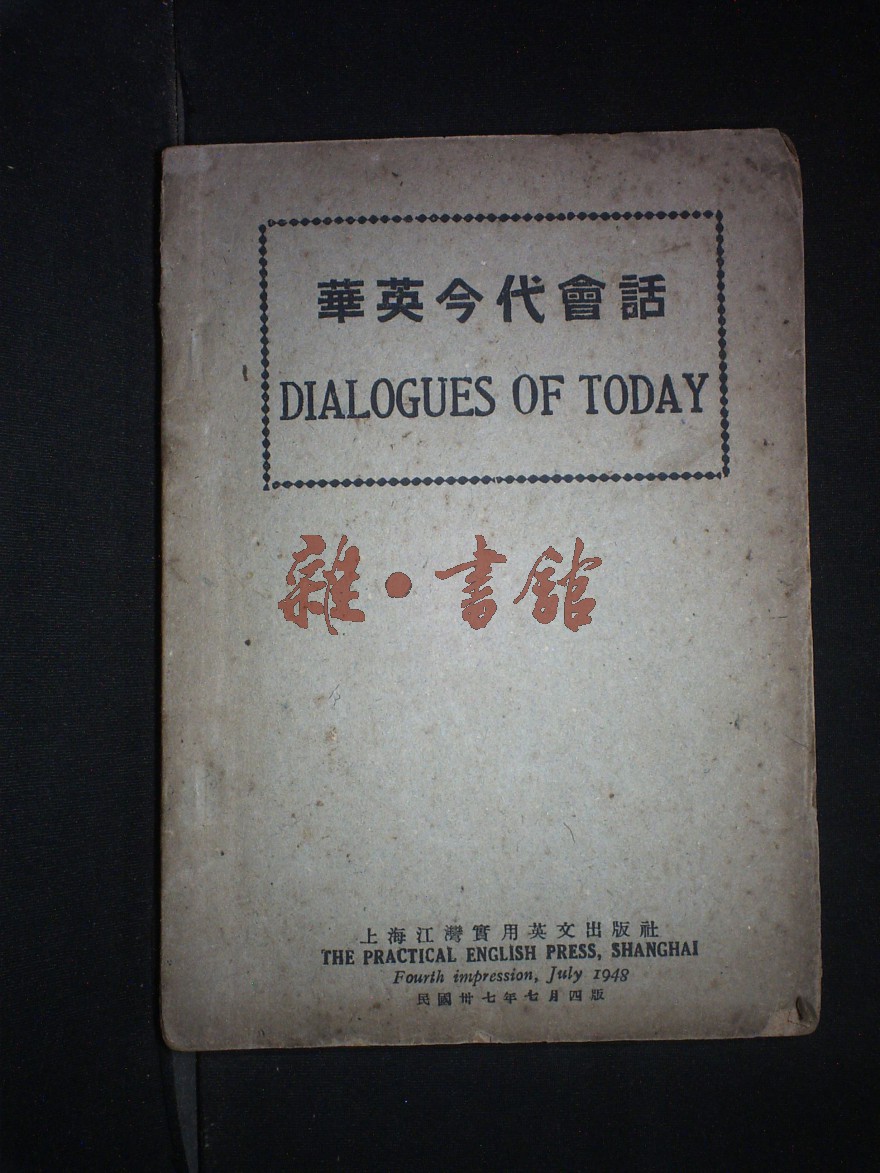 華英今代會話
DIALOGUES OF TODAY
雜·書館
上海江灣實用英文出版社
THE PRACTICAL ENGLISH PRESS, SHANGHAI
Fourth impression, July 1948
民國卅七年七月四版